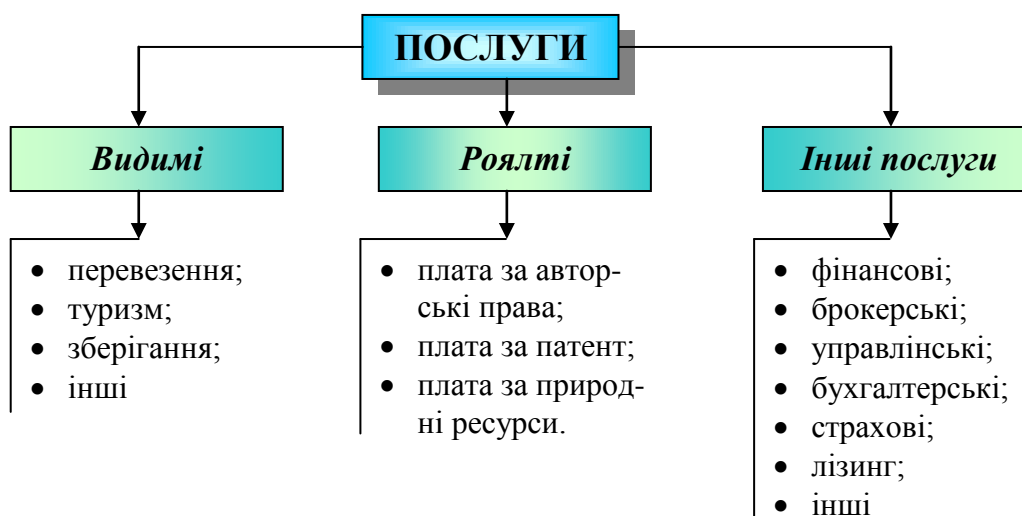 ПОСЛУГИ
Видимі
• перевезення;
• туризм;
• зберігання;
• інші
Роялті
• плата за автор-
ські права;
• плата за патент;
• плата за природ-
ні ресурси.
Інші послуги
• фінансові;
• брокерські;
• управлінські;
• бухгалтерські;
• страхові;
• лізинг;
• інші